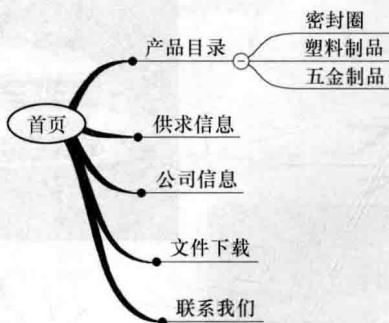 密封圈
产品目录
塑料制品
五金制品
首页
供求信息
公司信息
文件下载
联系我们